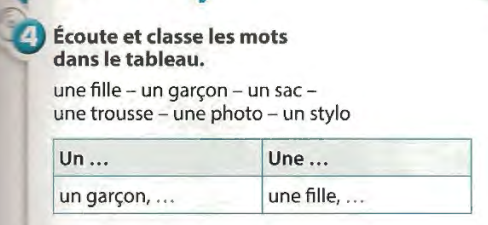 4 Écoute et classe les mots
dans le tableau.
une fille – un garçon – un sac –
une trousse – une photo – un stylo
Un ... Une ...
un garçon, ... une fille, ...